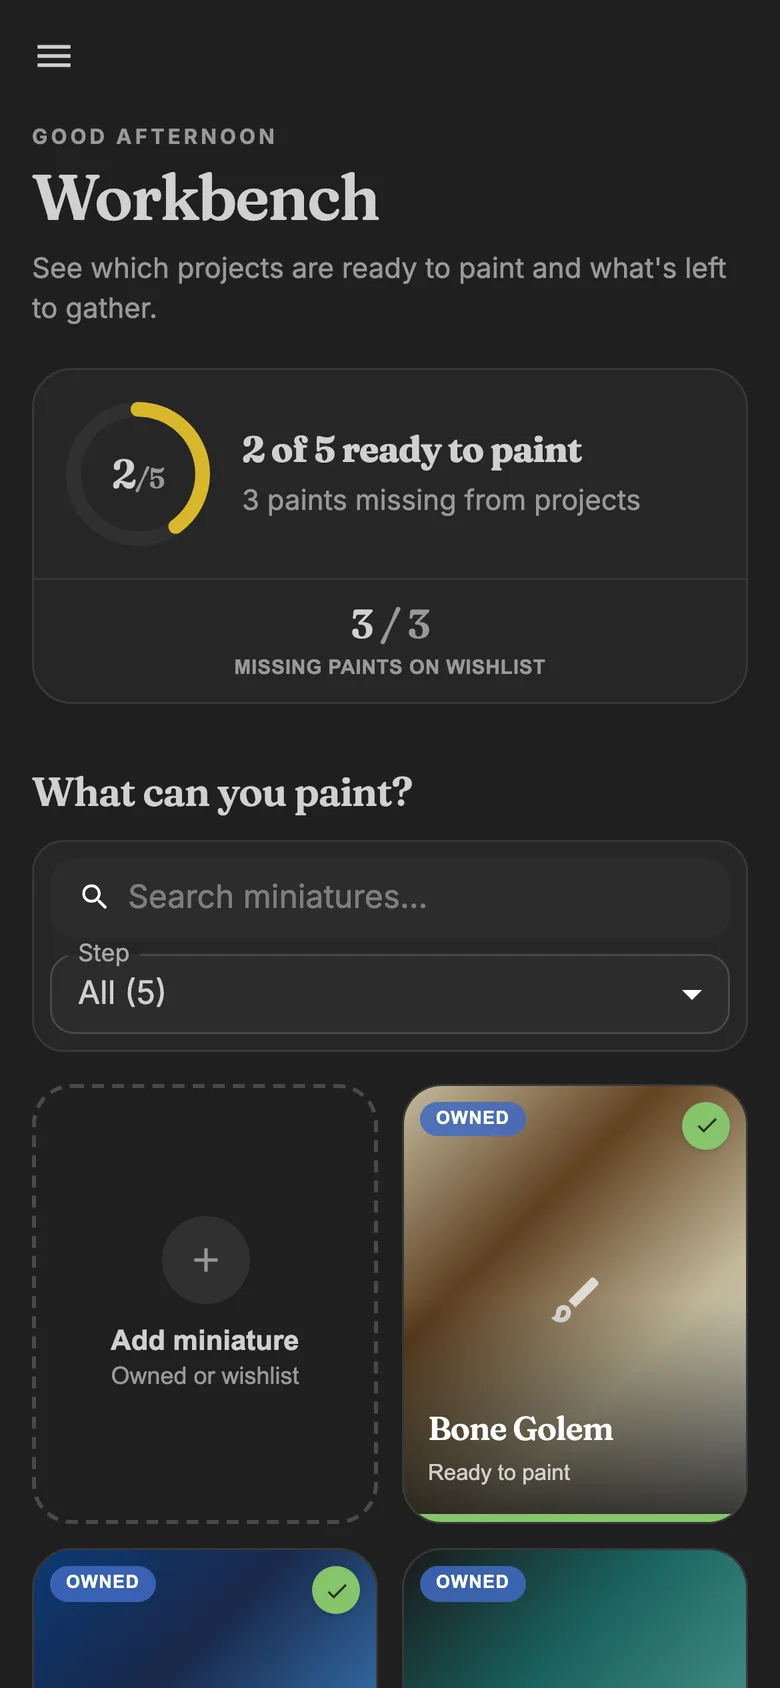 GOOD AFTERNOON
Workbench
See which projects are ready to paint and what's left
to gather.
2/5
2 of 5 ready to paint
3 paints missing from projects
3 / 3
MISSING PAINTS ON WISHLIST
What can you paint?
Search miniatures...
Step
All (5)
Add miniature
Owned or wishlist
OWNED
Bone Golem
Ready to paint
OWNED
OWNED